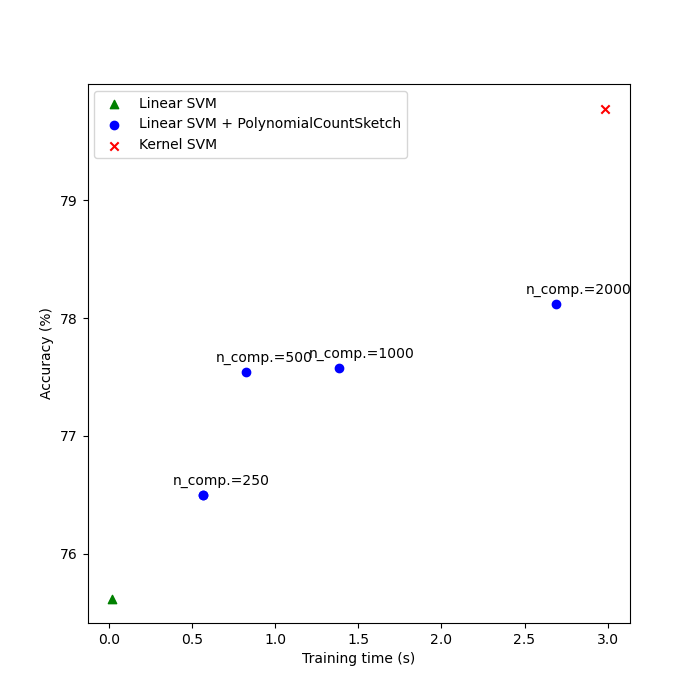 Linear SVM
Linear SVM + PolynomialCountSketch
Kernel SVM
79
n_comp.=2000
78
n_comp.=500
n_comp.=1000
77
n_comp.=250
76
Accuracy (%)
0.0 0.5 1.0 1.5 2.0 2.5 3.0
Training time (s)